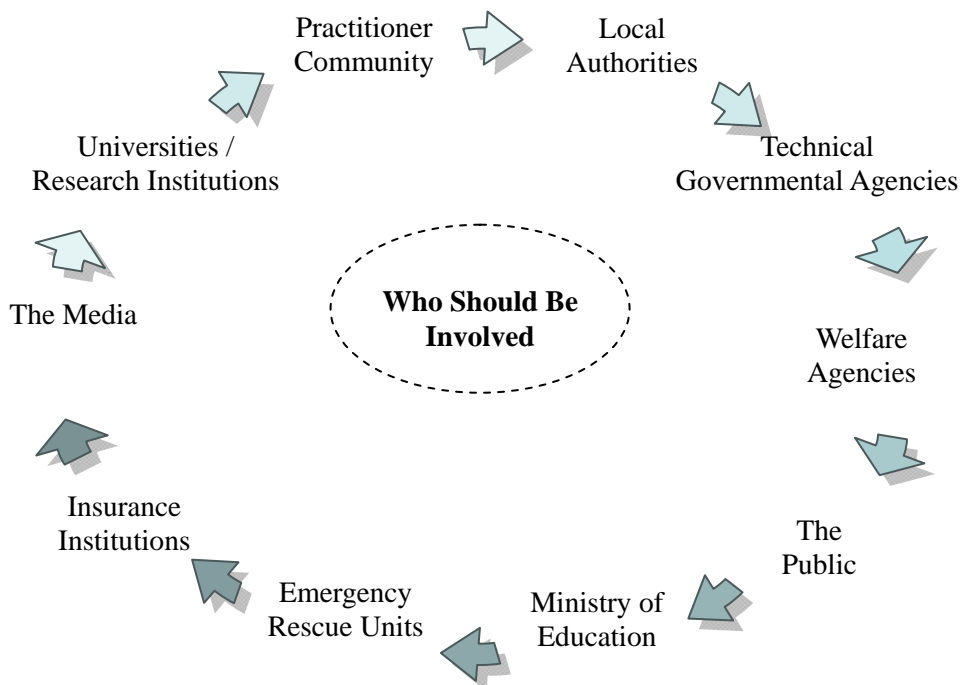 Practitioner
Community
Local
Authorities
Technical
Governmental Agencies
Welfare
Agencies
The
Public
Ministry of
Education
Emergency
Rescue Units
Insurance
Institutions
The Media
Universities /
Research Institutions
Who Should Be
Involved